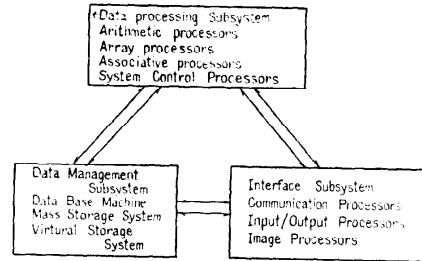 Data processing Subsystem
Arithmetic processors
Array processors
Associative processors
System Control Processors
Data Management
Subsystem
Data Base Machine
Mass Storage System
Virtural Storage
System
Interface Subsystem
Communication Processors
Input/Output Processors
Image Processors